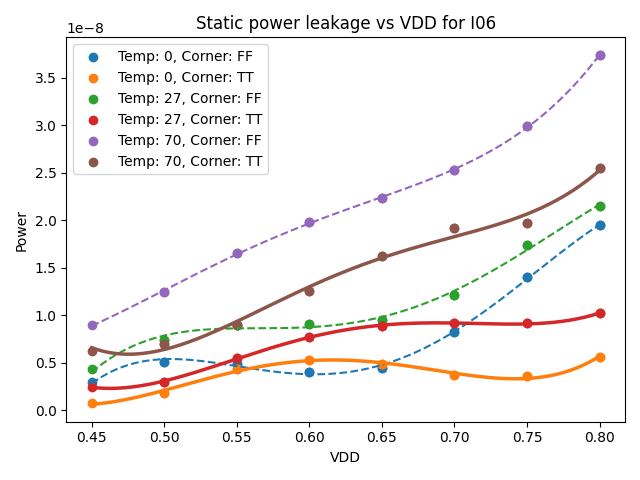 Static power leakage vs VDD for I06
1e−8
Temp: 0, Corner: FF
Temp: 0, Corner: TT
Temp: 27, Corner: FF
Temp: 27, Corner: TT
Temp: 70, Corner: FF
Temp: 70, Corner: TT
3.5
3.0
2.5
2.0
1.5
1.0
0.5
0.0
Power
0.45 0.50 0.55 0.60 0.65 0.70 0.75 0.80
VDD